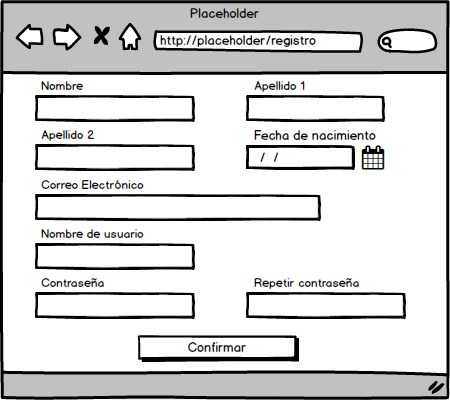 Placeholder
http://placeholder/registro
Nombre
Apellido 1
Apellido 2
Fecha de nacimiento
/ /
Correo Electrónico
Nombre de usuario
Contraseña
Repetir contraseña
Confirmar